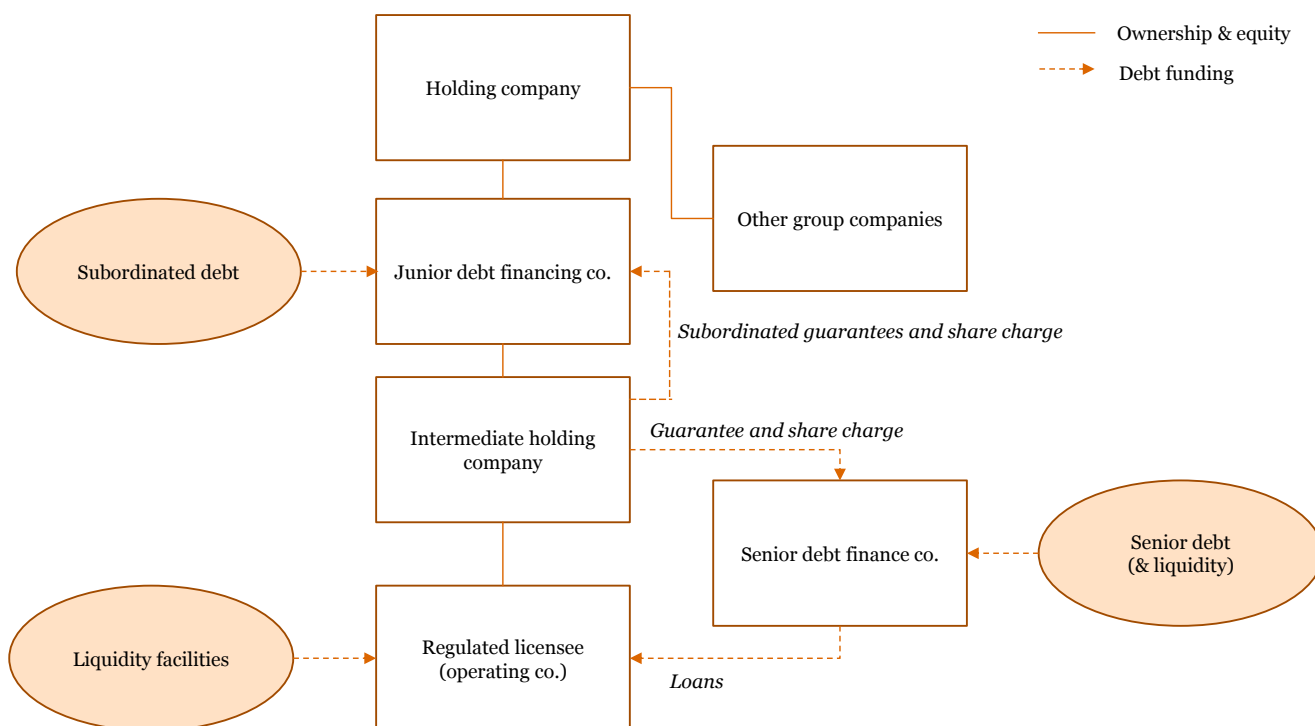 Holding company
Ownership & equity
Debt funding
Other group companies
Subordinated debt
Junior debt financing co.
Subordinated guarantees and share charge
Intermediate holding
company
Guarantee and share charge
Senior debt finance co.
Senior debt
(& liquidity)
Liquidity facilities
Regulated licensee
(operating co.)
Loans